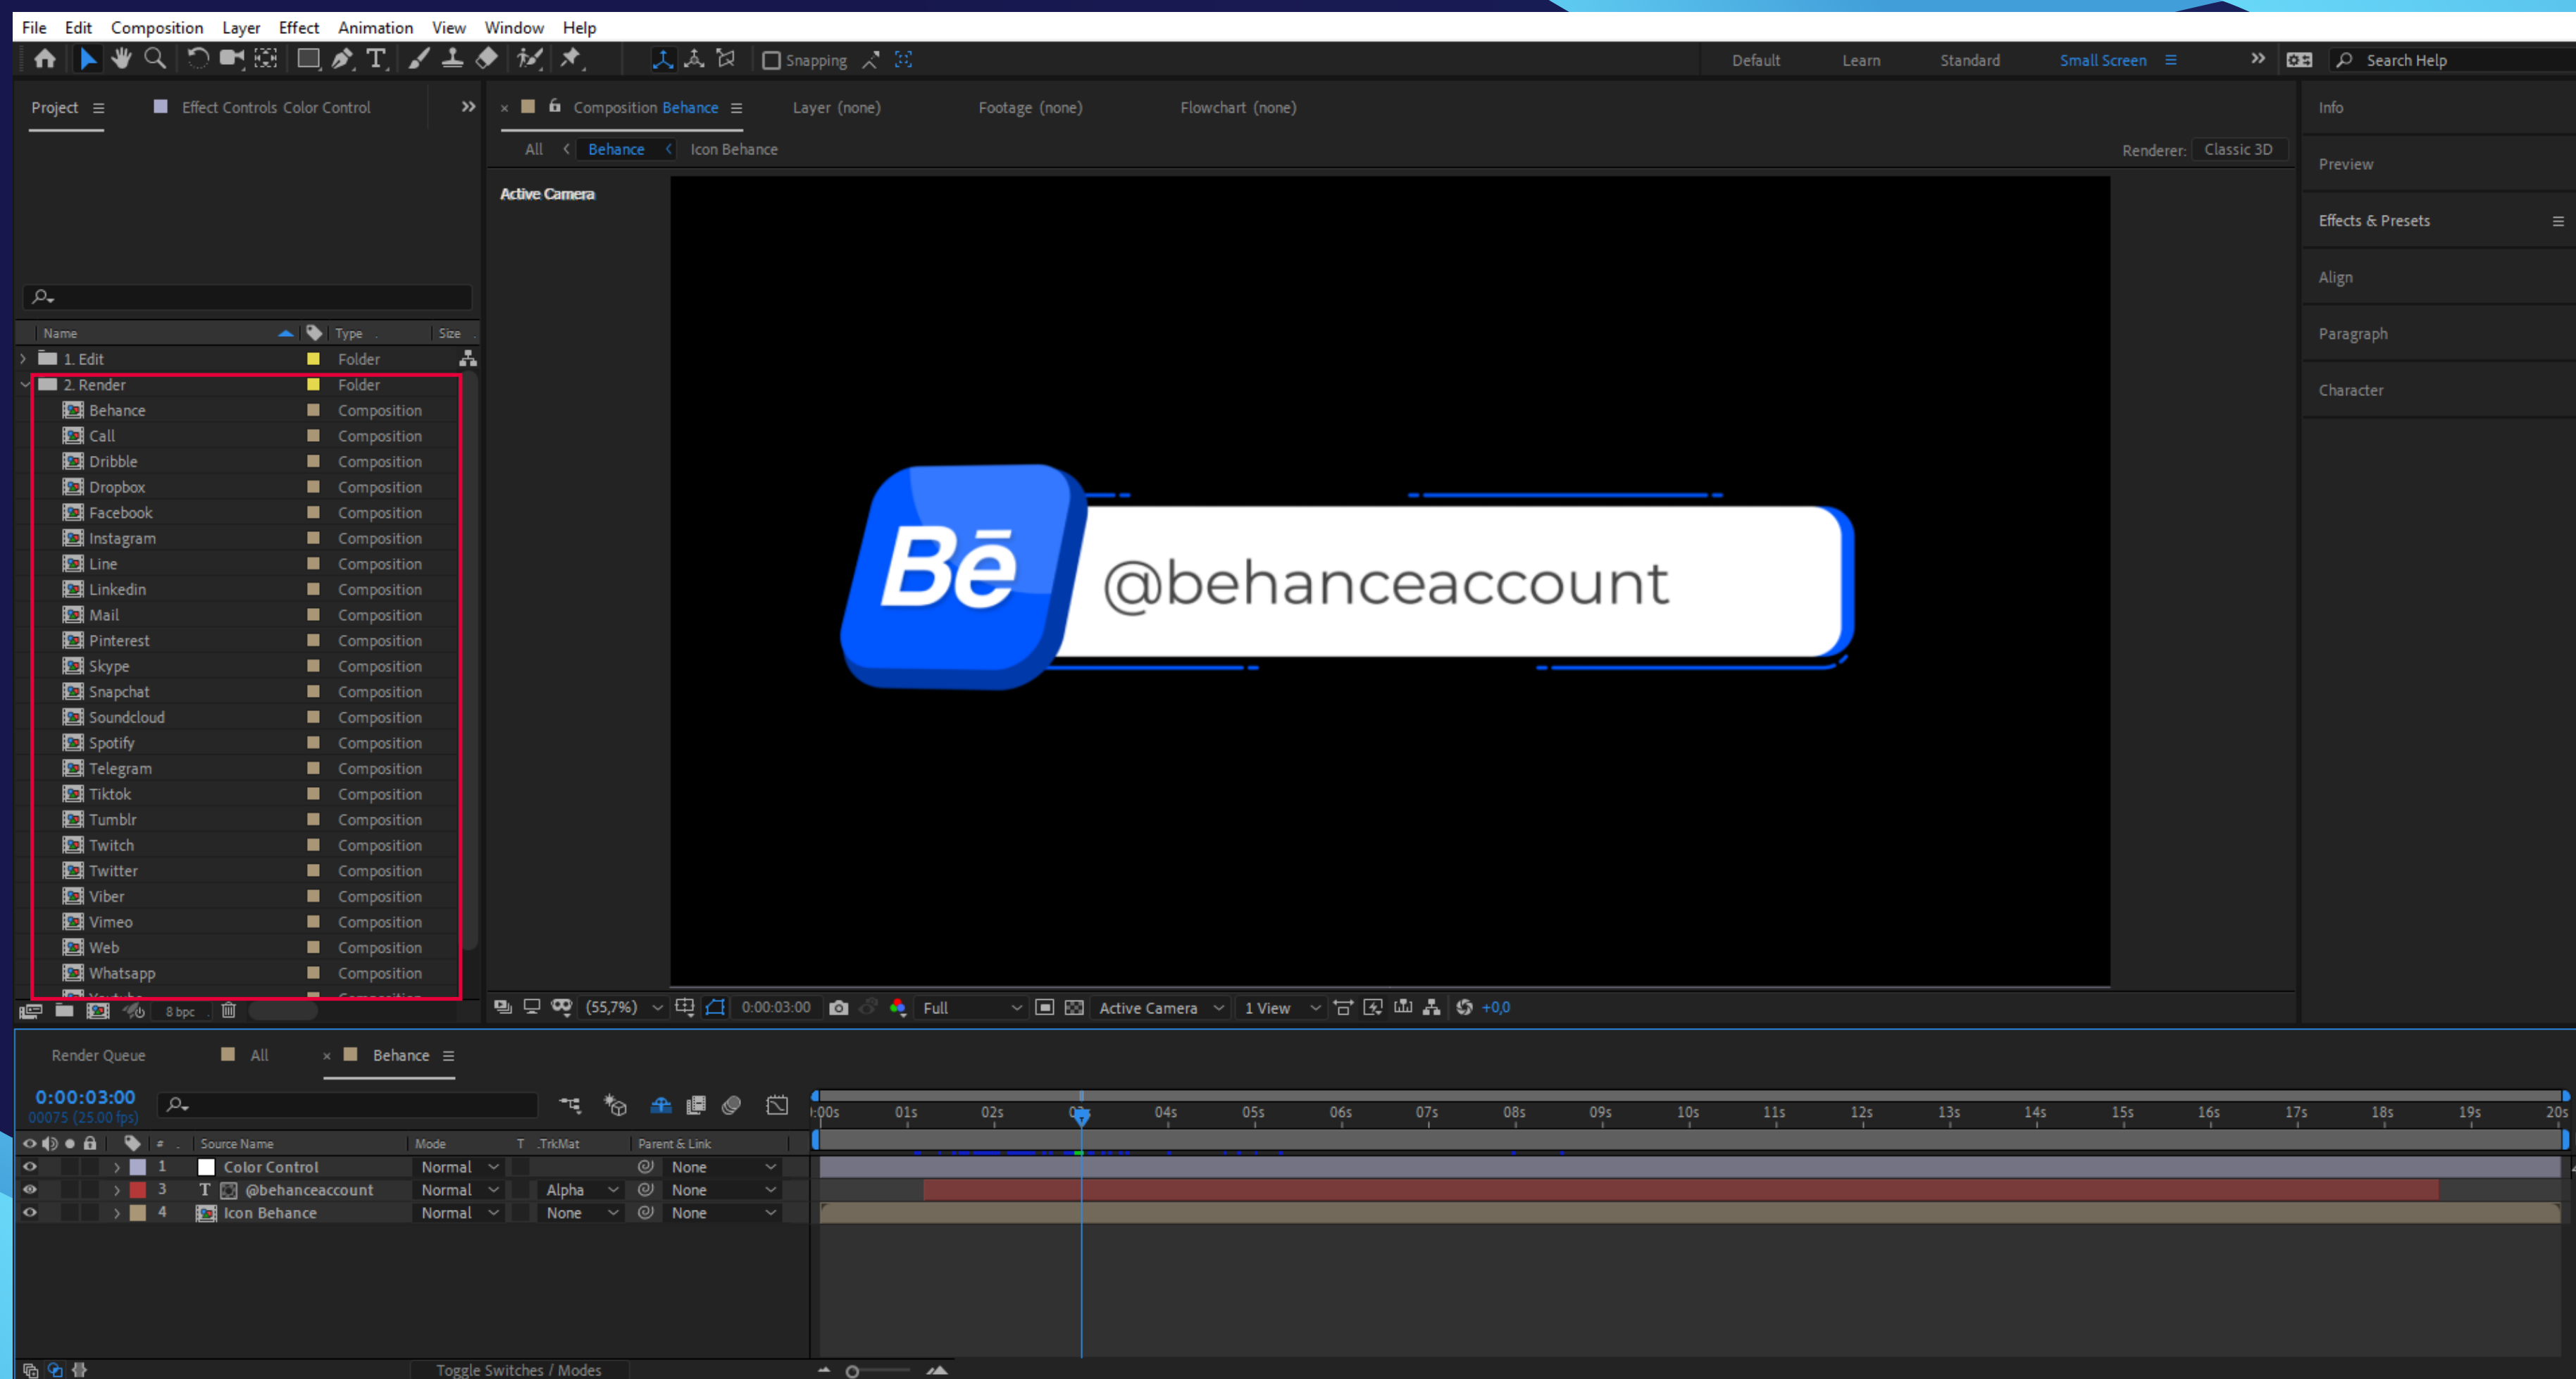 File Edit Composition Layer Effect Animation View Window Help
Snapping
Default Learn Standard Small Screen Search Help
Project Effect Controls Color Control
Composition Behance Layer (none) Footage (none) Flowchart (none)
All Behance Icon Behance
Renderer: Classic 3D
Active Camera
Info
Preview
Effects & Presets
Align
Paragraph
Character
Name Type Size
1. Edit Folder
2. Render Folder
Behance Composition
Call Composition
Dribble Composition
Dropbox Composition
Facebook Composition
Instagram Composition
Line Composition
Linkedin Composition
Mail Composition
Pinterest Composition
Skype Composition
Snapchat Composition
Soundcloud Composition
Spotify Composition
Telegram Composition
Tiktok Composition
Tumblr Composition
Twitch Composition
Twitter Composition
Viber Composition
Vimeo Composition
Web Composition
Whatsapp Composition
Youtube Composition
Bē @behanceaccount
8 bpc
(55,7%) 0:00:03:00 Full Active Camera 1 View +0,0
Render Queue All Behance
0:00:03:00
00075 (25.00 fps)
:00s 01s 02s 03s 04s 05s 06s 07s 08s 09s 10s 11s 12s 13s 14s 15s 16s 17s 18s 19s 20s
# Source Name Mode T .TrkMat Parent & Link
1 Color Control Normal None
3 T @behanceaccount Normal Alpha None
4 Icon Behance Normal None None
Toggle Switches / Modes